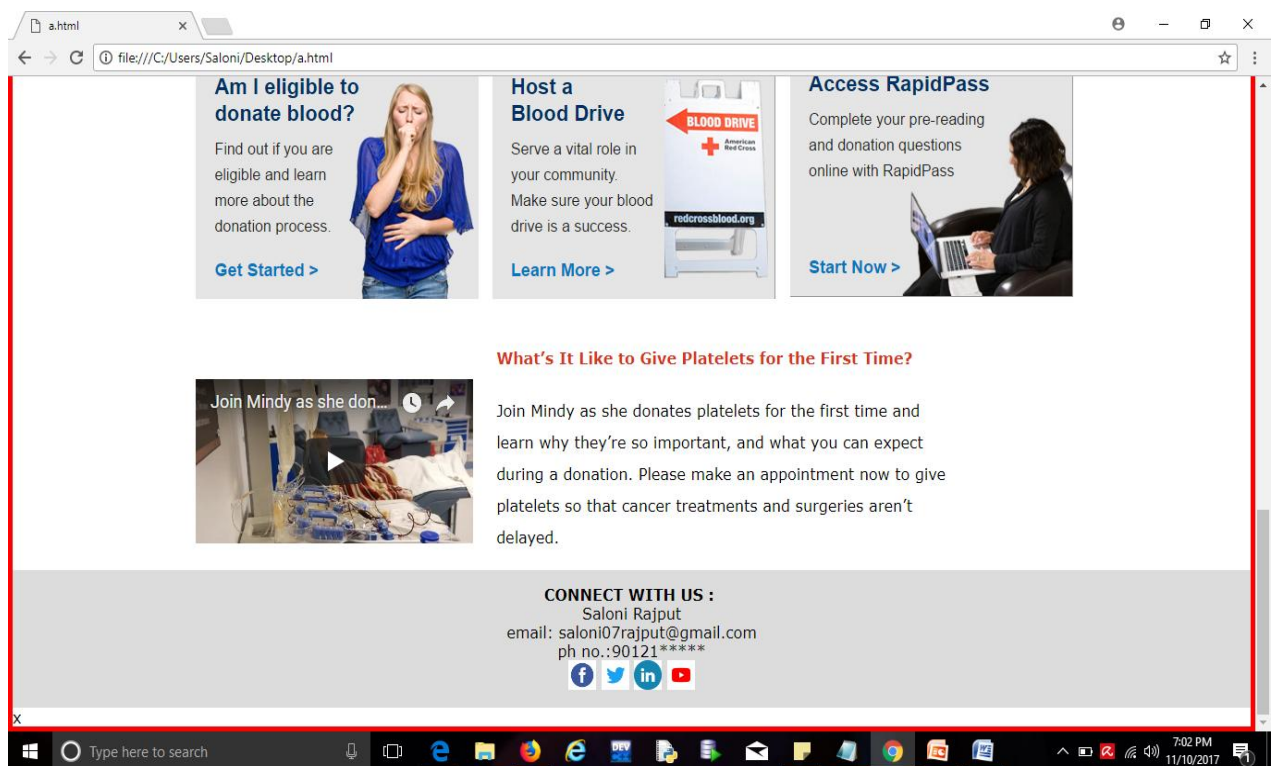 a.html
file:///C:/Users/Saloni/Desktop/a.html
Am I eligible to
donate blood?
Find out if you are
eligible and learn
more about the
donation process.
Get Started >
Host a
Blood Drive
Serve a vital role in
your community.
Make sure your blood
drive is a success.
Learn More >
BLOOD DRIVE
American
Red Cross
redcrossblood.org
Access RapidPass
Complete your pre-reading
and donation questions
online with RapidPass
Start Now >
What's It Like to Give Platelets for the First Time?
Join Mindy as she don...
Join Mindy as she donates platelets for the first time and
learn why they're so important, and what you can expect
during a donation. Please make an appointment now to give
platelets so that cancer treatments and surgeries aren't
delayed.
CONNECT WITH US :
Saloni Rajput
email: saloni07rajput@gmail.com
ph no.:90121*****
x
Type here to search
DEV
7:02 PM
11/10/2017
1